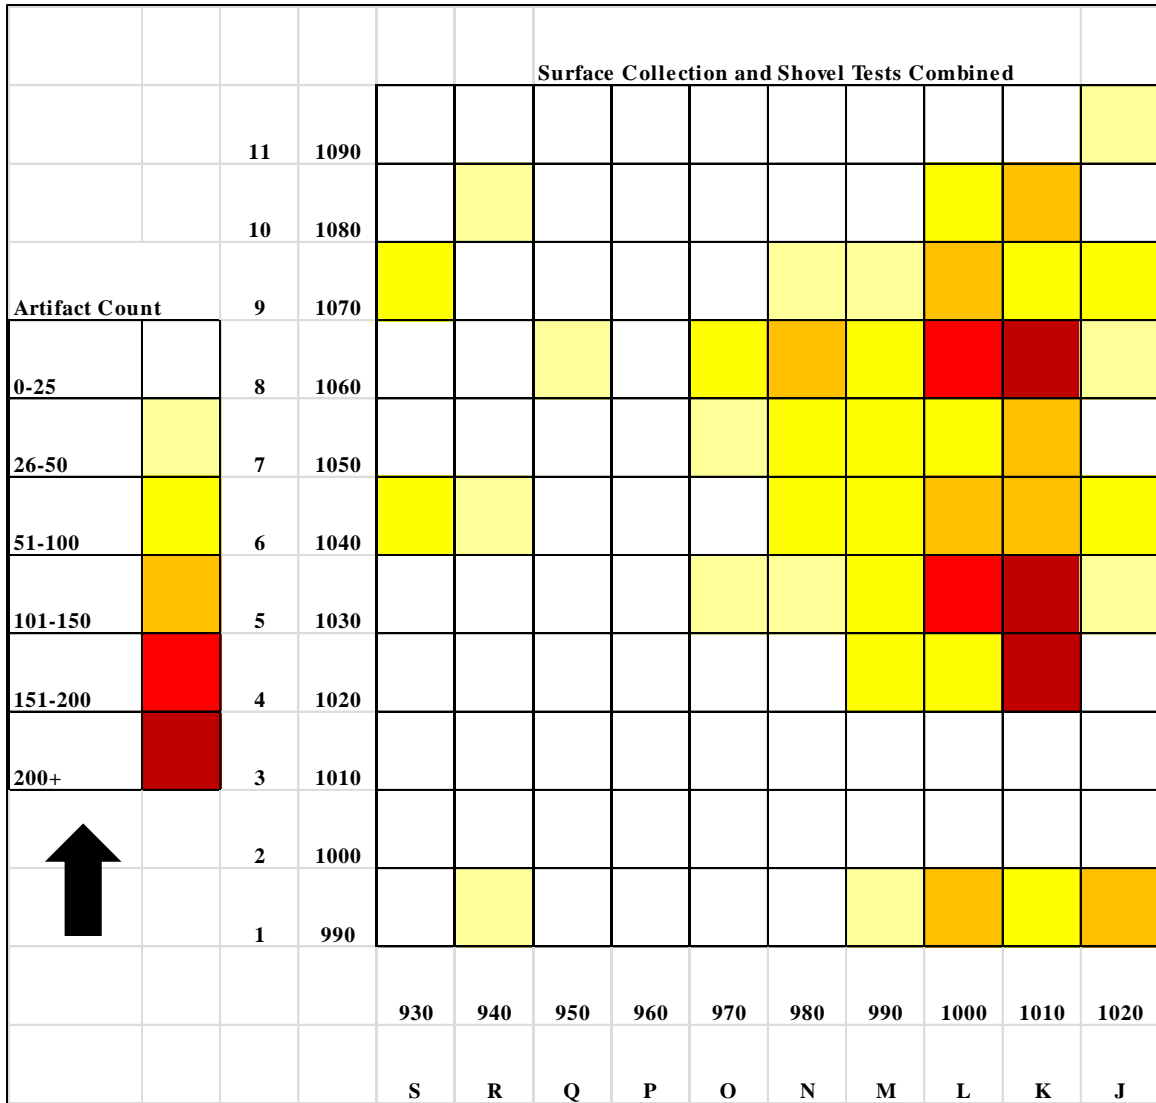 Surface Collection and Shovel Tests Combined
11 1090
10 1080
Artifact Count 9 1070
0-25 8 1060
26-50 7 1050
51-100 6 1040
101-150 5 1030
151-200 4 1020
200+ 3 1010
2 1000
1 990
930 940 950 960 970 980 990 1000 1010 1020
S R Q P O N M L K J